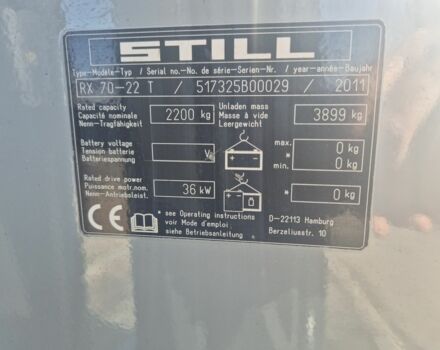 STILL
Type-Modèle-Typ / Serial no.-No. de série-Serien-Nr. / year-année-Baujahr
RX 70-22 T / 517325B00029 / 2011
Rated capacity
Capacité nominale
Nenn-Tragfähigkeit
2200 kg
Unladen mass
Masse à vide
Leergewicht
3899 kg
Battery voltage
Tension batterie
Batteriespannung
V
max.
*
min.
0 kg
0 kg
Rated drive power
Puissance motr.nom.
Nenn-Antriebsleist.
36 kW
* 0 kg
CE
* see Operating instructions
voir Mode d'emploi
siehe Betriebsanleitung
D-22113 Hamburg
Berzeliusstr. 10